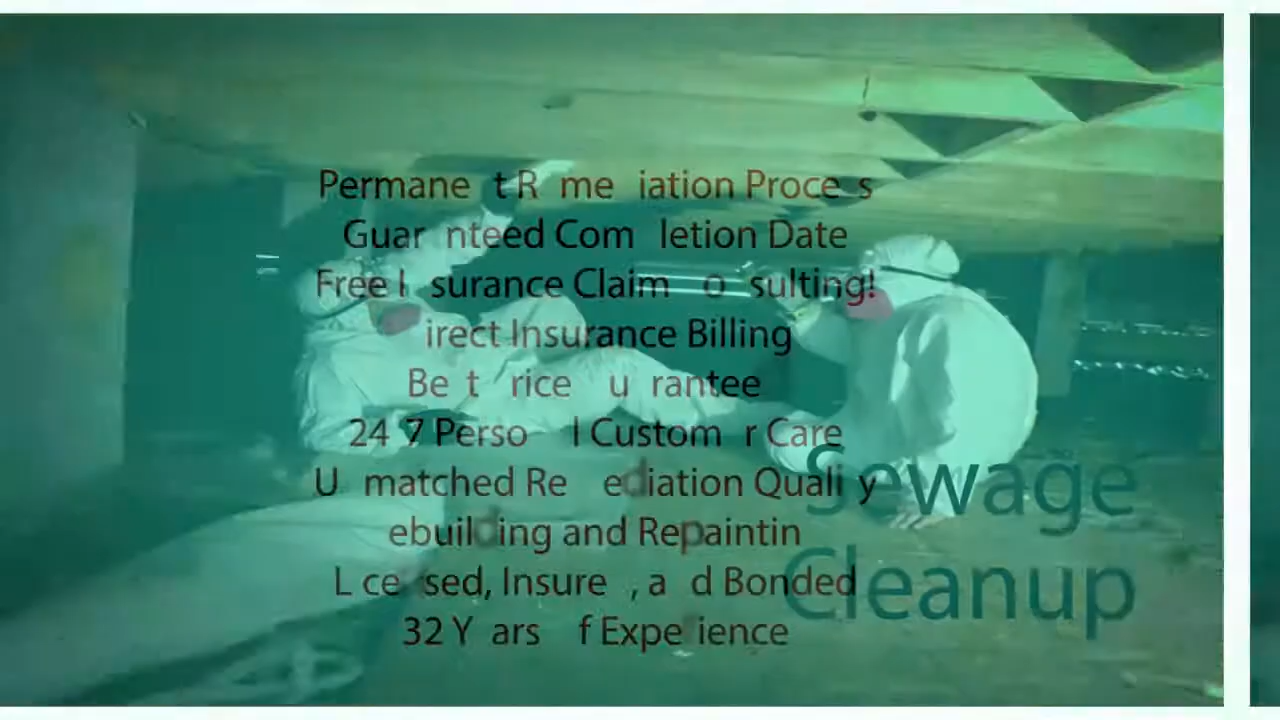 Permane t R me iation Proce s
Guar nteed Com letion Date
Free I surance Claim o sulting!
irect Insurance Billing
Be t rice u rantee
24 7 Perso l Custom r Care
U matched Re ediation Quali y
ebuilding and Repaintin
L ce sed, Insure , a d Bonded
32 Y ars f Expe ience
Sewage
Cleanup